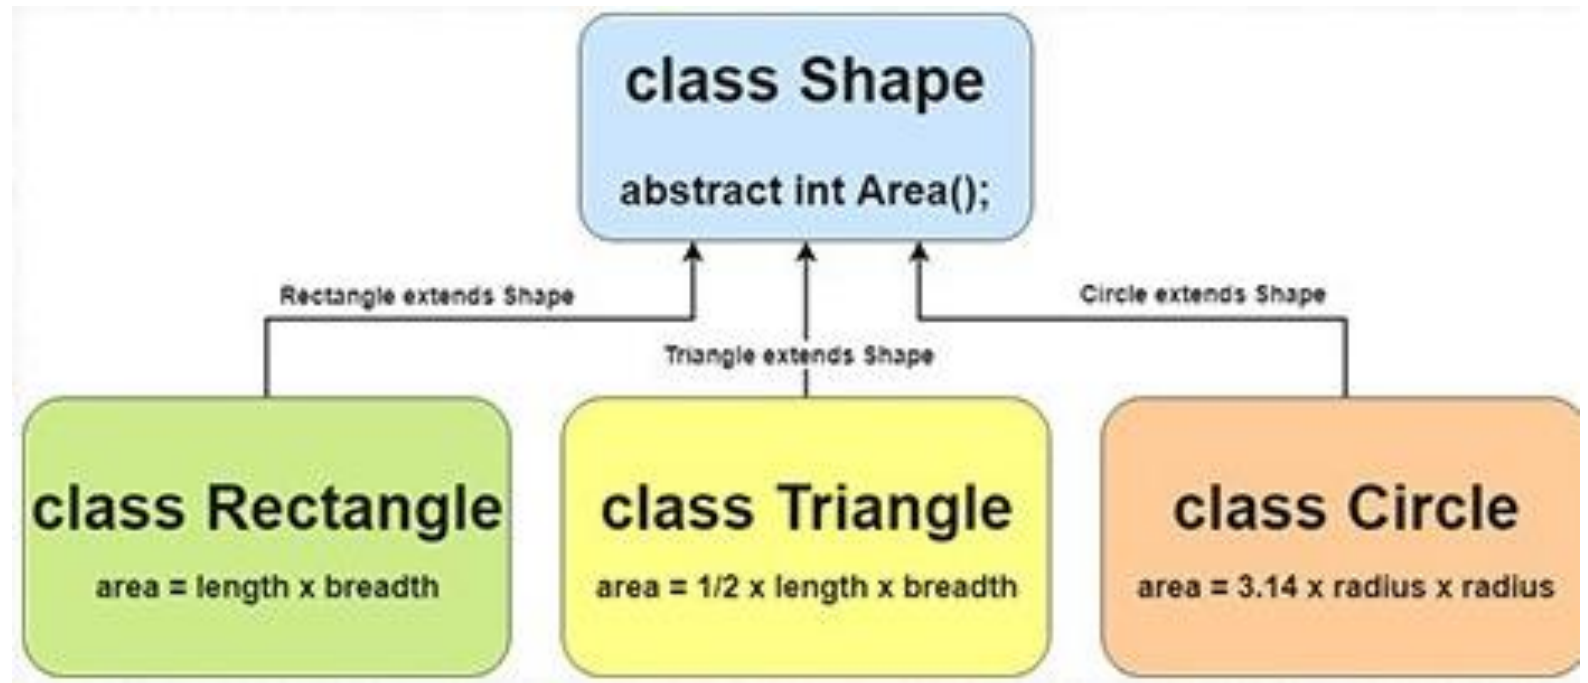 class Shape
abstract int Area();
Rectangle extends Shape
Circle extends Shape
Triangle extends Shape
class Rectangle
area = length x breadth
class Triangle
area = 1/2 x length x breadth
class Circle
area = 3.14 x radius x radius